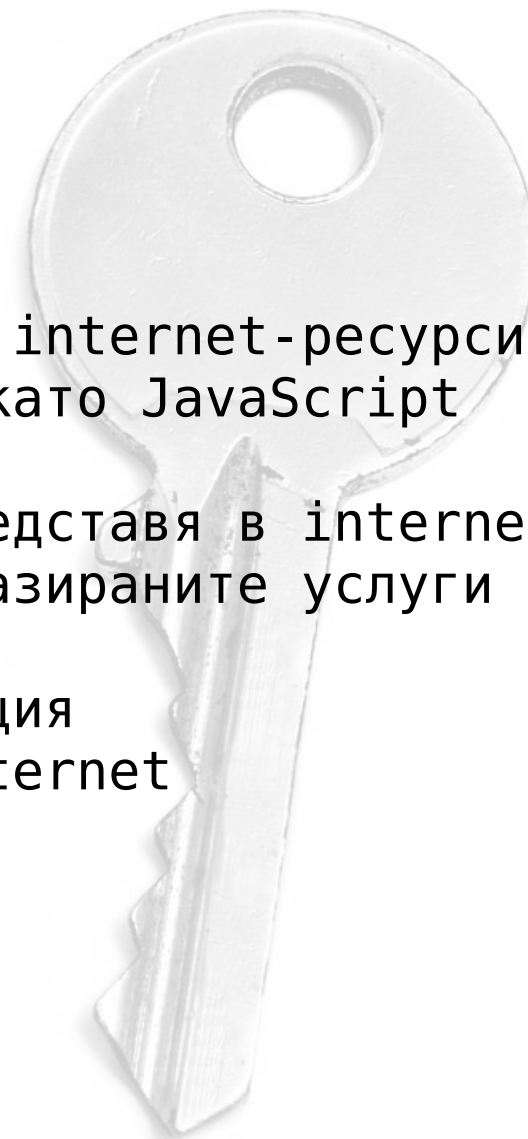 internet-ресурси
като JavaScript
едставя в interne
азираните услуги
ция
ternet